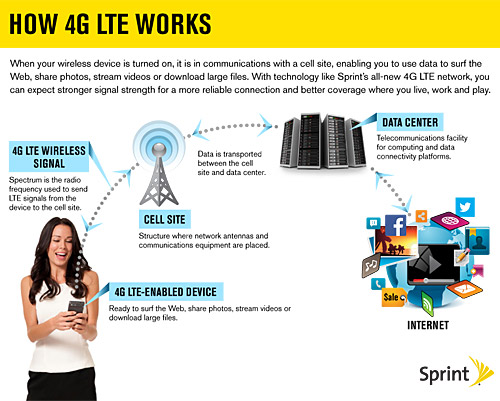 HOW 4G LTE WORKS
When your wireless device is turned on, it is in communications with a cell site, enabling you to use data to surf the
Web, share photos, stream videos or download large files. With technology like Sprint's all-new 4G LTE network, you
can expect stronger signal strength for a more reliable connection and better coverage where you live, work and play.
4G LTE WIRELESS
SIGNAL
Spectrum is the radio
frequency used to send
LTE signals from the
device to the cell site.
CELL SITE
Structure where network antennas and
communications equipment are placed.
Data is transported
between the cell
site and data center.
DATA CENTER
Telecommunications facility
for computing and data
connectivity platforms.
4G LTE-ENABLED DEVICE
Ready to surf the Web, share photos, stream videos or
download large files.
f
Sale
INTERNET
Sprint